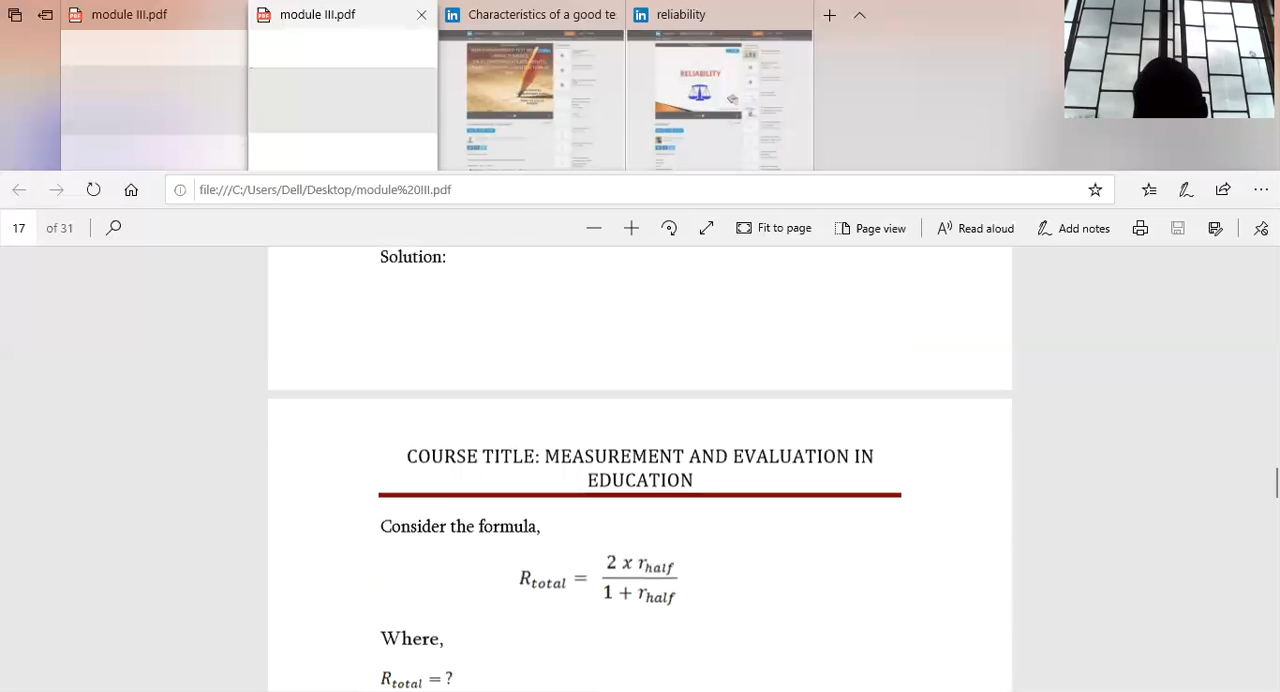 module III.pdf
module III.pdf
Characteristics of a good te
reliability
RELIABILITY
file:///C:/Users/Dell/Desktop/module%20III.pdf
17 of 31
Fit to page
Page view
Read aloud
Add notes
Solution:
COURSE TITLE: MEASUREMENT AND EVALUATION IN
EDUCATION
Consider the formula,
R_total = (2 x r_half) / (1 + r_half)
Where,
R_total = ?